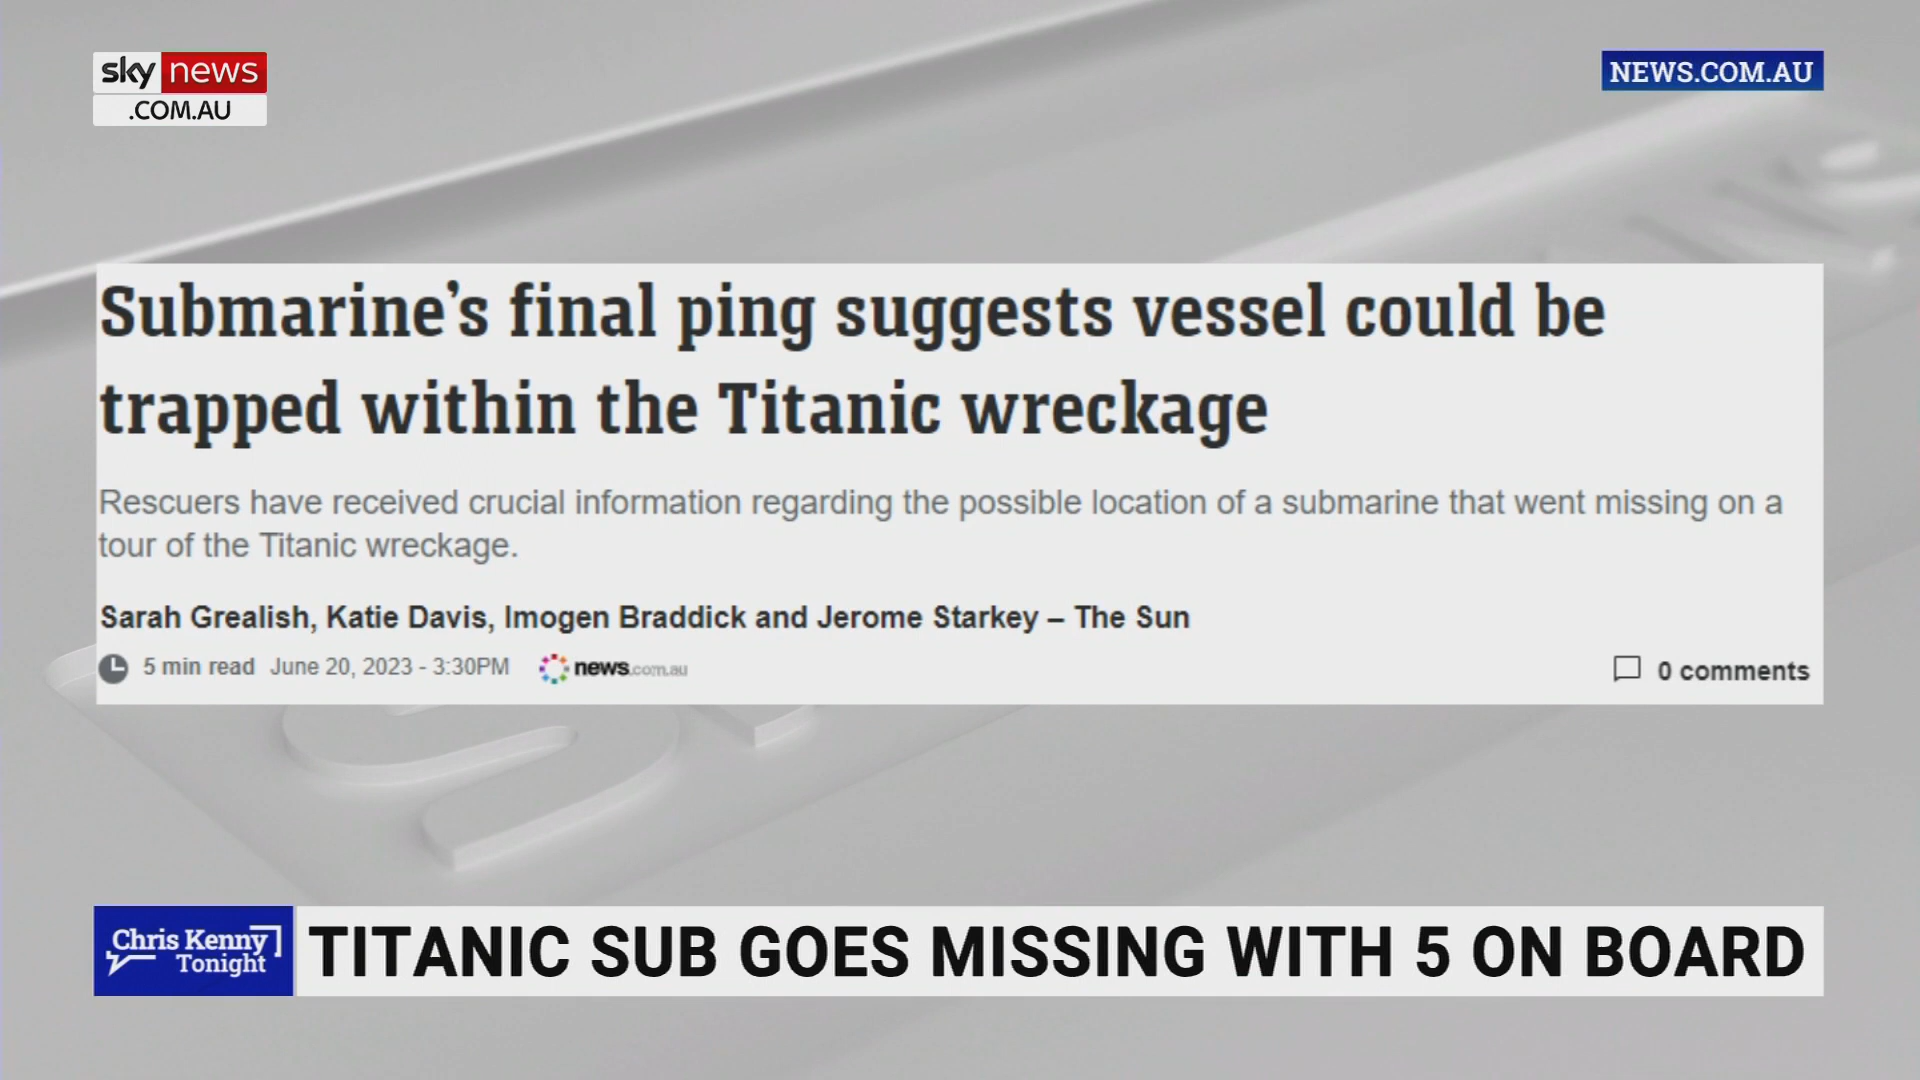 sky news
.COM.AU
NEWS.COM.AU
Submarine’s final ping suggests vessel could be
trapped within the Titanic wreckage
Rescuers have received crucial information regarding the possible location of a submarine that went missing on a
tour of the Titanic wreckage.
Sarah Grealish, Katie Davis, Imogen Braddick and Jerome Starkey – The Sun
5 min read June 20, 2023 - 3:30PM news.com.au
0 comments
Chris Kenny
Tonight
TITANIC SUB GOES MISSING WITH 5 ON BOARD